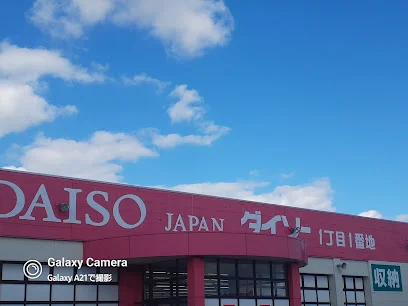 DAISO JAPAN ダイソー 1丁目1番地
収納
Galaxy Camera
Galaxy A21で撮影